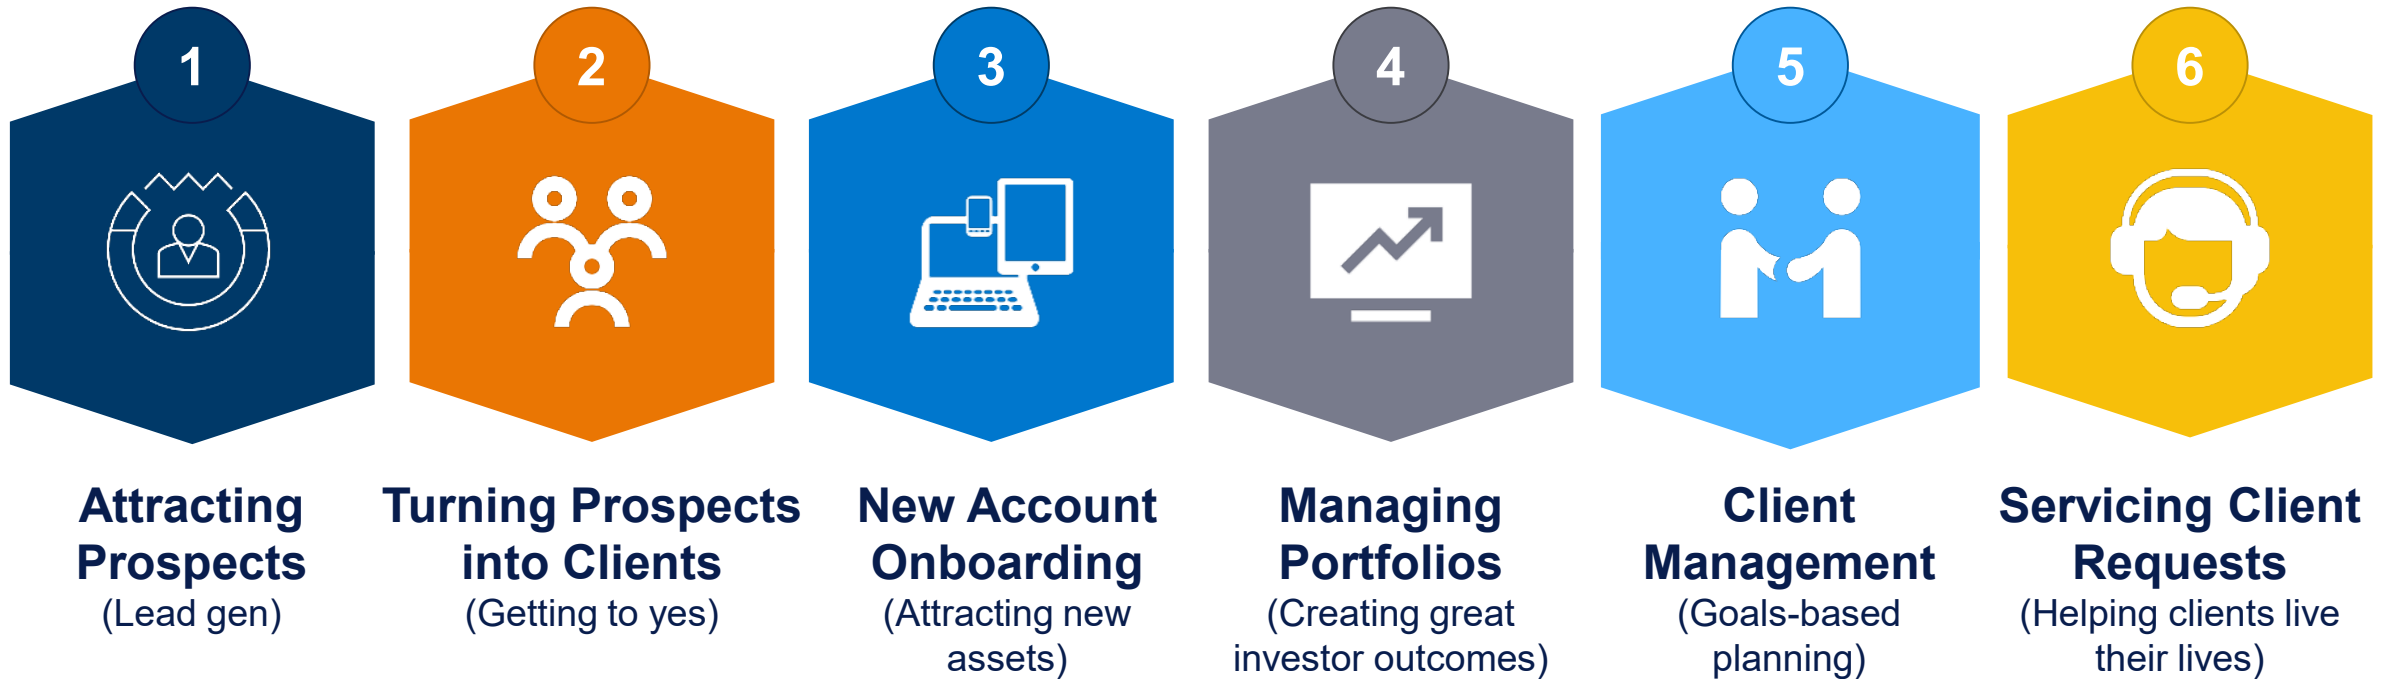 1
2
3
4
5
6
Attracting
Prospects
(Lead gen)
Turning Prospects
into Clients
(Getting to yes)
New Account
Onboarding
(Attracting new
assets)
Managing
Portfolios
(Creating great
investor outcomes)
Client
Management
(Goals-based
planning)
Servicing Client
Requests
(Helping clients live
their lives)